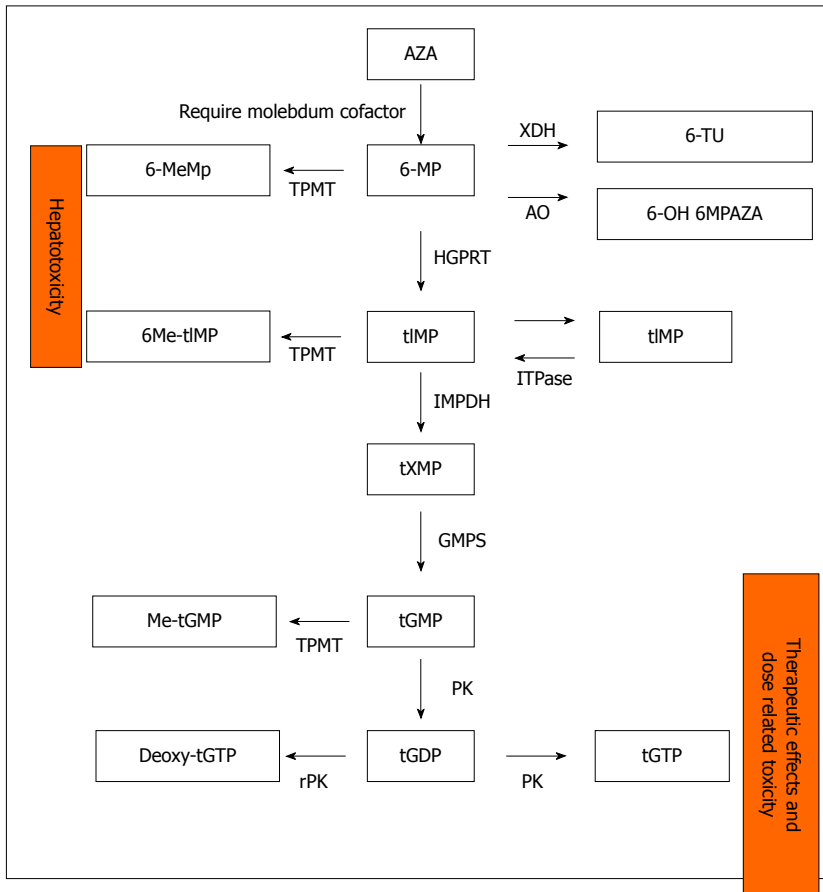 AZA
Require molebdum cofactor
XDH
6-TU
6-MeMp
TPMT
6-MP
AO
6-OH 6MPAZA
Hepatotoxicity
HGPRT
6Me-tIMP
TPMT
tIMP
ITPase
tIMP
IMPDH
tXMP
GMPS
Me-tGMP
TPMT
tGMP
PK
Deoxy-tGTP
rPK
tGDP
PK
tGTP
Therapeutic effects and
dose related toxicity